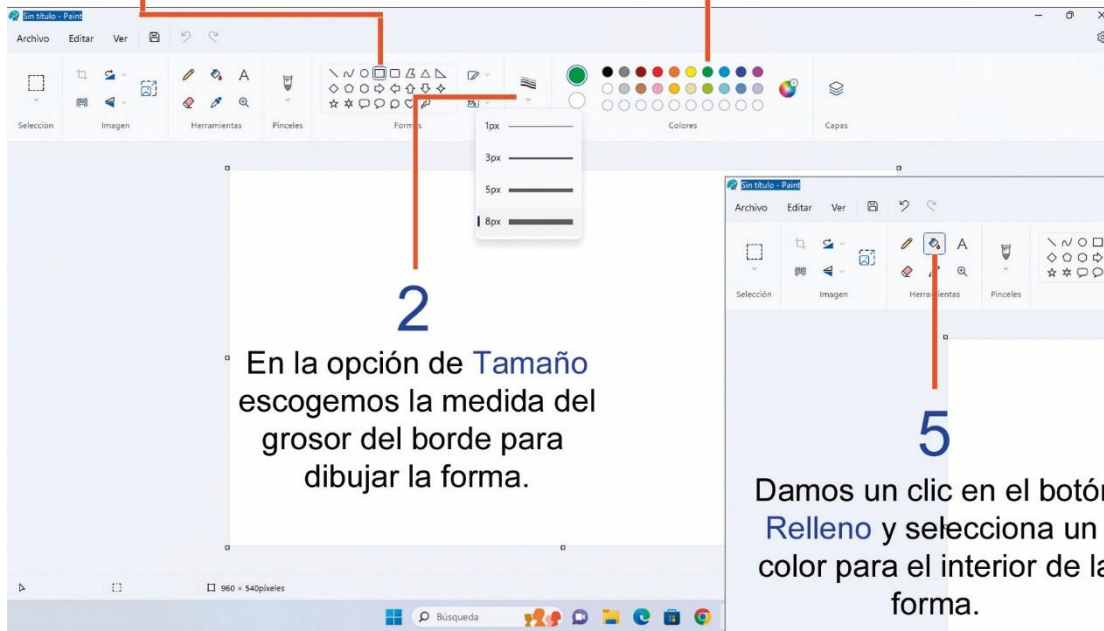 Sin título - Paint
Archivo Editar Ver
A
Selección Imagen Herramientas Pinceles Formas Colores Capas
1px
3px
5px
8px
2
En la opción de Tamaño
escogemos la medida del
grosor del borde para
dibujar la forma.
960 × 540píxeles
Búsqueda
Sin título - Paint
Archivo Editar Ver
A
Selección Imagen Herramientas Pinceles
5
Damos un clic en el botón
Relleno y selecciona un
color para el interior de la
forma.